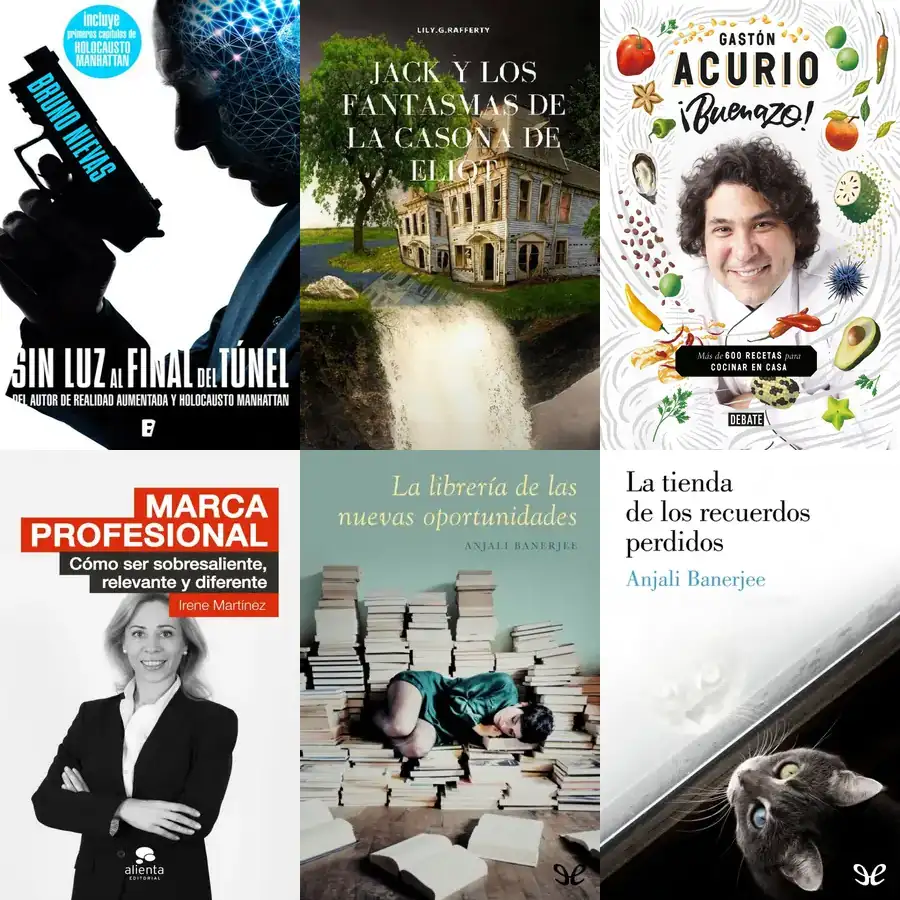 incluye
primeros capítulos de
HOLOCAUSTO
MANHATTAN
BRUNO NIEVAS
SIN LUZ AL FINAL DEL TÚNEL
DEL AUTOR DE REALIDAD AUMENTADA Y HOLOCAUSTO MANHATTAN
B
LILY.G.RAFFERTY
JACK Y LOS
FANTASMAS DE
LA CASONA DE
ELIOT
GASTÓN
ACURIO
¡Buenazo!
Más de 600 RECETAS para
COCINAR EN CASA
DEBATE
MARCA
PROFESIONAL
Cómo ser sobresaliente,
relevante y diferente
Irene Martínez
alienta
EDITORIAL
La librería de las
nuevas oportunidades
ANJALI BANERJEE
La tienda
de los recuerdos
perdidos
Anjali Banerjee